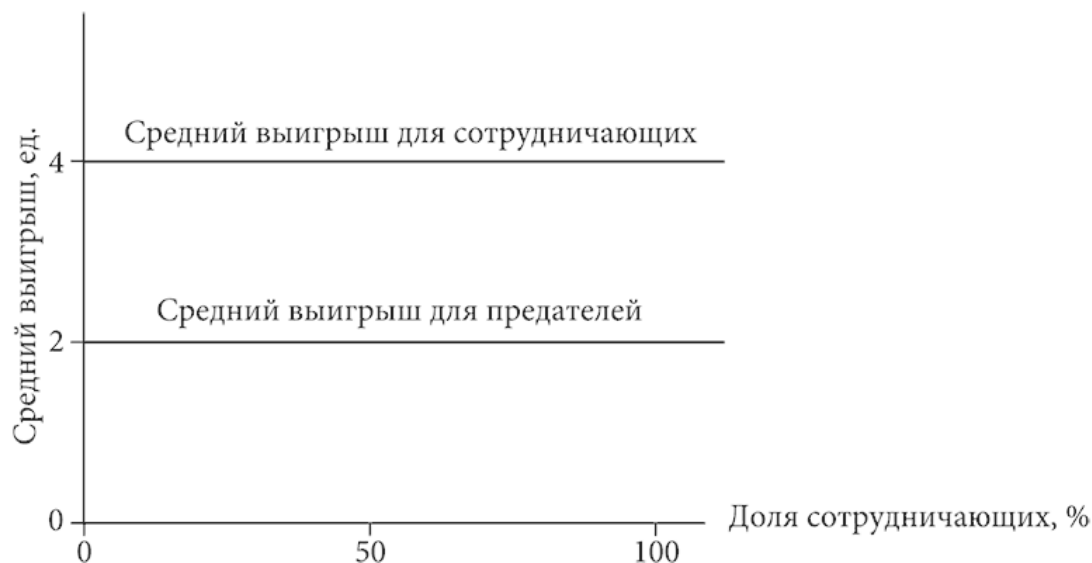 Средний выигрыш, ед.
Средний выигрыш для сотрудничающих
4
Средний выигрыш для предателей
2
0
Доля сотрудничающих, %
0 50 100